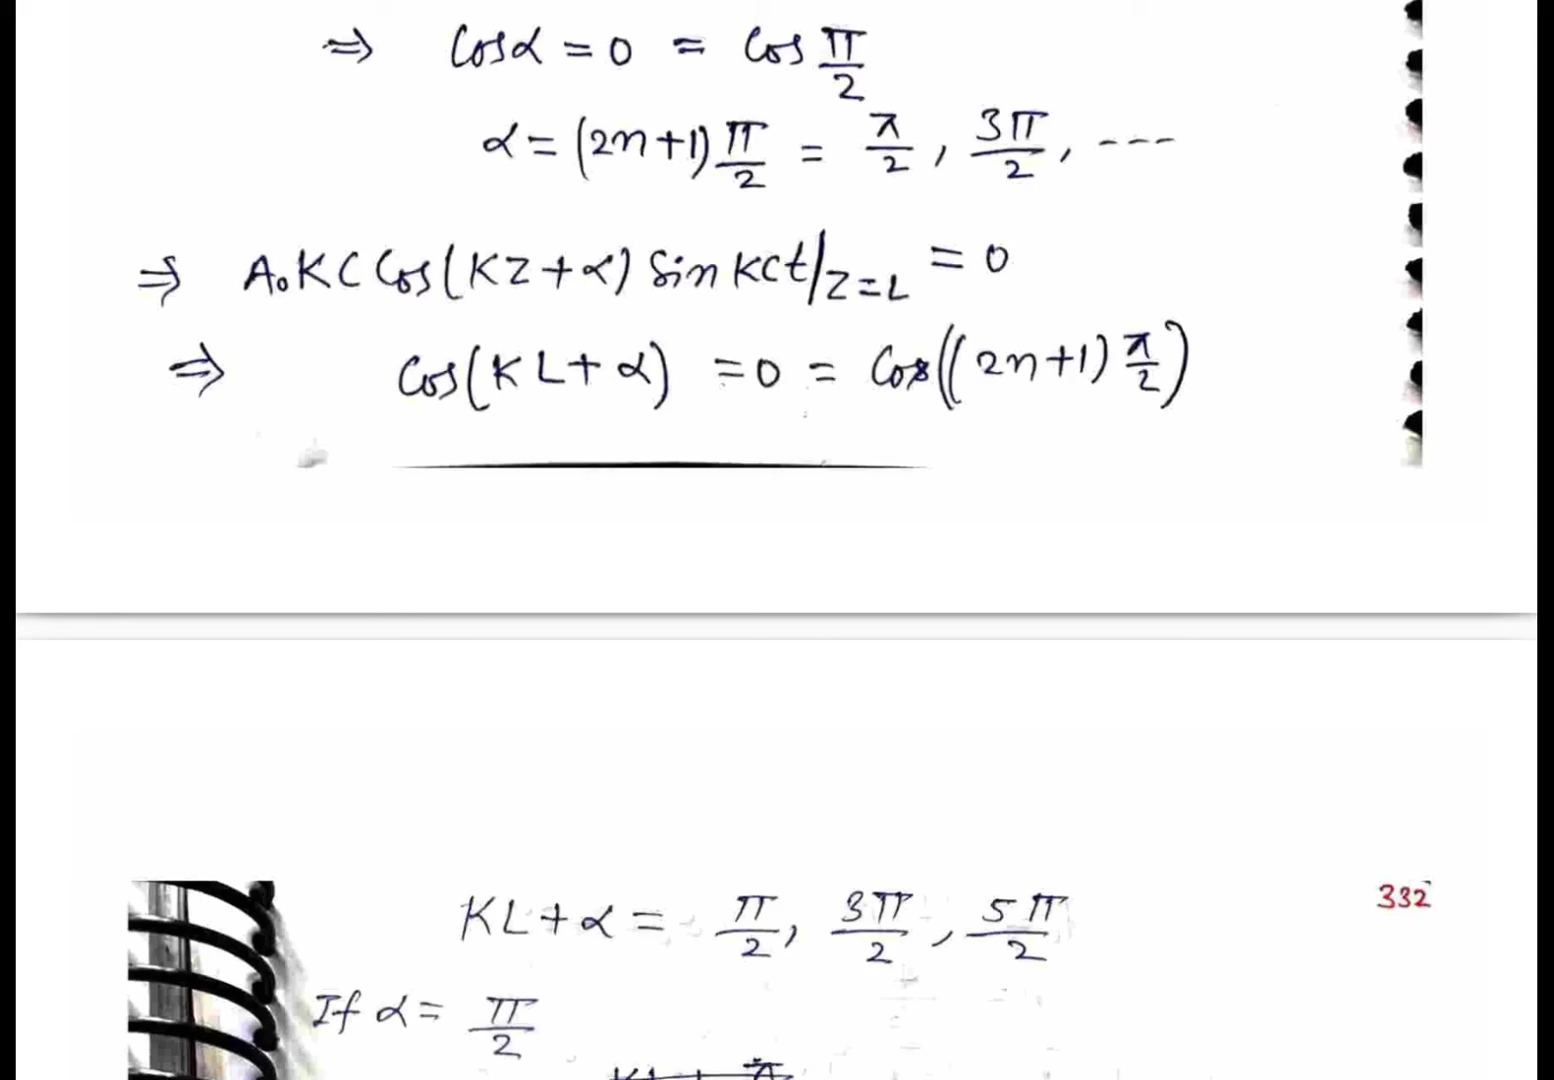 ⇒ Cosα = 0 = Cos π/2
α = (2n+1) π/2 = π/2, 3π/2, ----
⇒ A₀KC Cos(KZ+α) Sin KCt/Z=L = 0
⇒ Cos(KL+α) = 0 = Cos((2n+1) π/2)
332
KL+α = π/2, 3π/2, 5π/2
If α = π/2